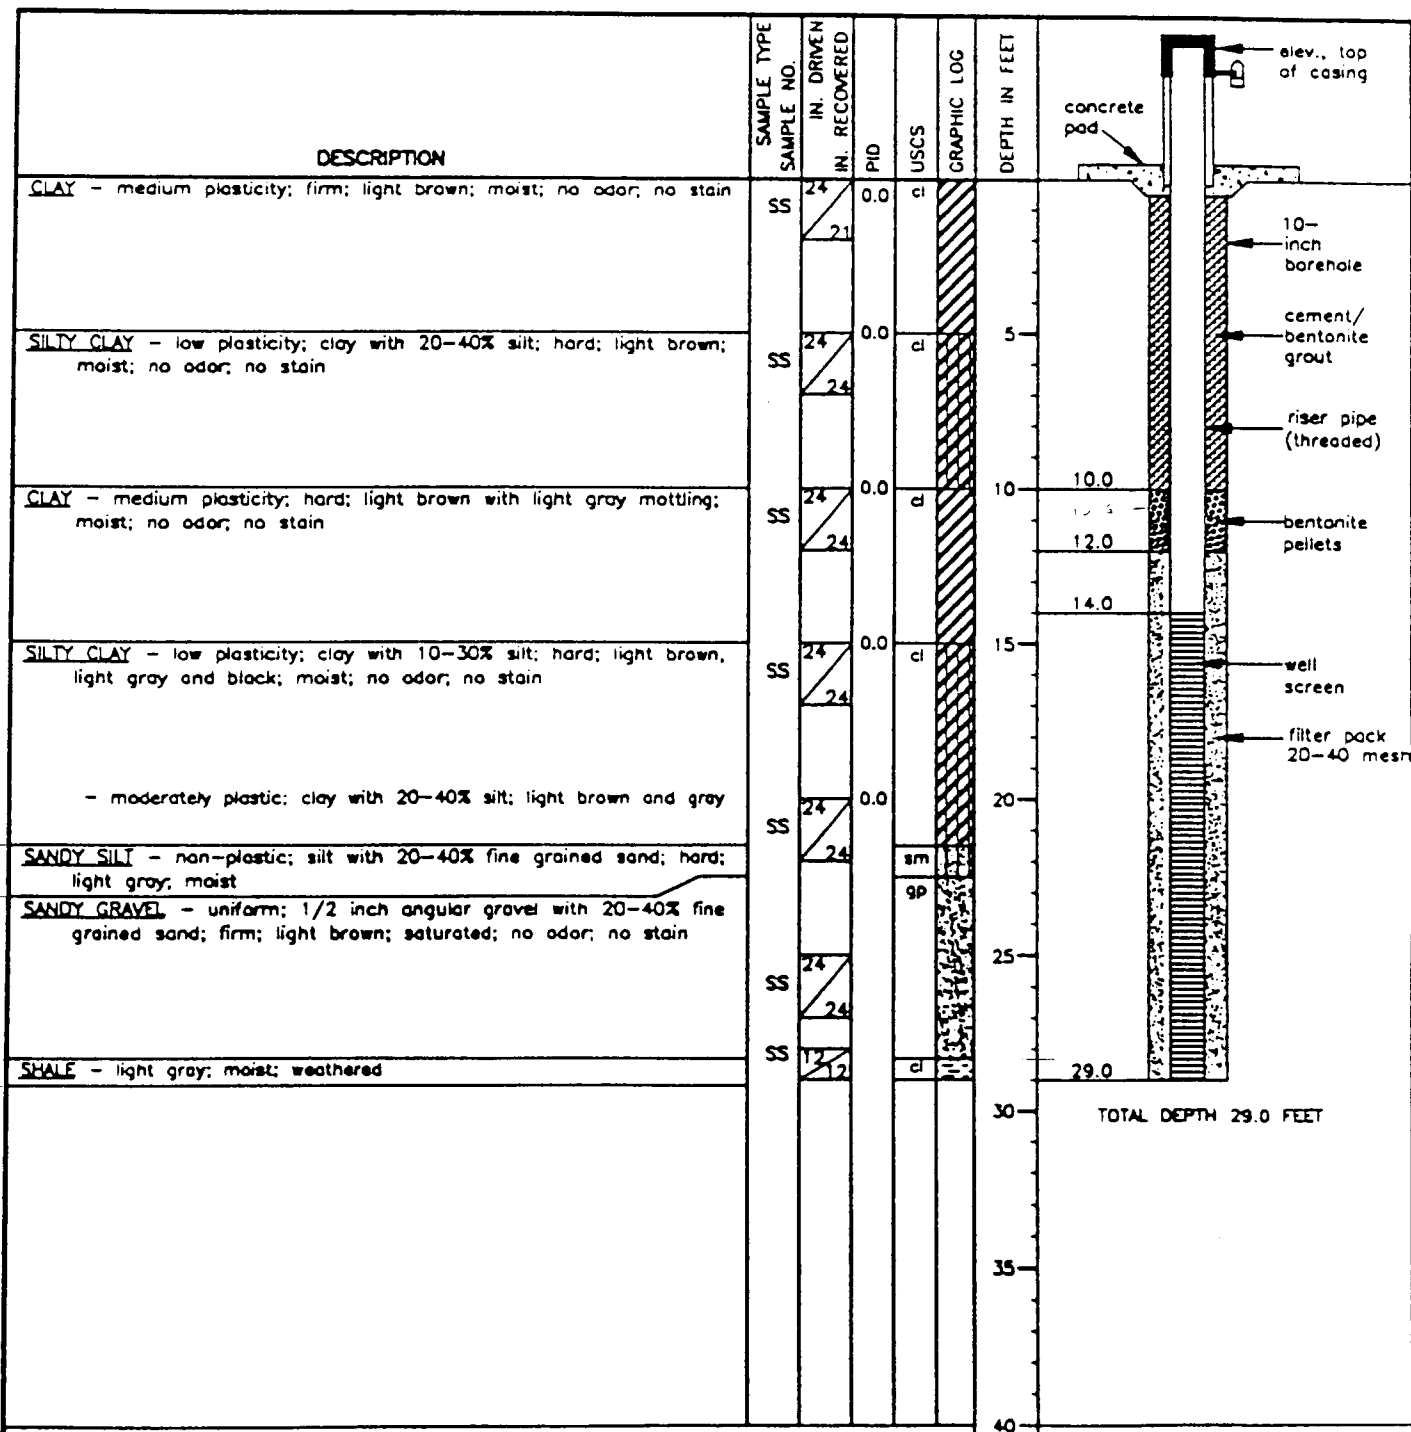 DESCRIPTION
SAMPLE TYPE
SAMPLE NO.
IN. DRIVEN
IN. RECOVERED
PID
USCS
GRAPHIC LOG
DEPTH IN FEET
elev., top
of casing
concrete
pad
CLAY - medium plasticity; firm; light brown; moist; no odor; no stain
SS
24
21
0.0
cl
10-
inch
borehole
cement/
bentonite
grout
SILTY CLAY - low plasticity; clay with 20-40% silt; hard; light brown;
moist; no odor; no stain
SS
24
24
0.0
cl
5
riser pipe
(threaded)
CLAY - medium plasticity; hard; light brown with light gray mottling;
moist; no odor; no stain
SS
24
24
0.0
cl
10
10.0
12.0
bentonite
pellets
14.0
SILTY CLAY - low plasticity; clay with 10-30% silt; hard; light brown,
light gray and black; moist; no odor; no stain
SS
24
24
0.0
cl
15
well
screen
filter pack
20-40 mesh
- moderately plastic; clay with 20-40% silt; light brown and gray
SS
24
24
0.0
20
SANDY SILT - non-plastic; silt with 20-40% fine grained sand; hard;
light gray; moist
sm
SANDY GRAVEL - uniform; 1/2 inch angular gravel with 20-40% fine
grained sand; firm; light brown; saturated; no odor; no stain
gp
SS
24
24
25
SHALE - light gray; moist; weathered
SS
12
12
cl
29.0
30
TOTAL DEPTH 29.0 FEET
35
40